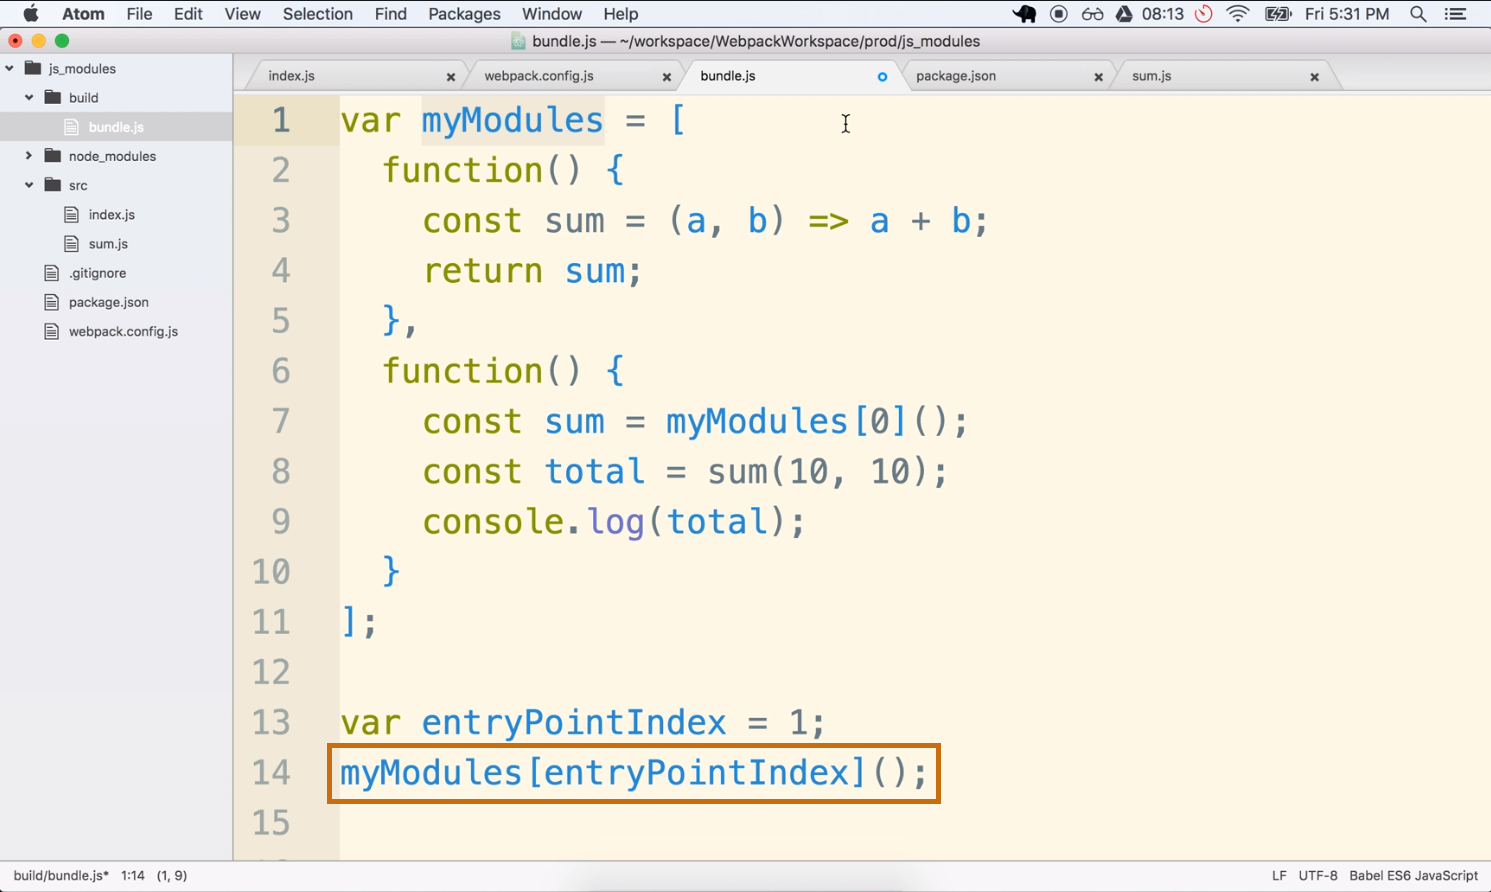 Atom File Edit View Selection Find Packages Window Help 08:13 Fri 5:31 PM
bundle.js — ~/workspace/WebpackWorkspace/prod/js_modules
js_modules
build
bundle.js
node_modules
src
index.js
sum.js
.gitignore
package.json
webpack.config.js
index.js webpack.config.js bundle.js package.json sum.js
1 var myModules = [
2 function() {
3 const sum = (a, b) => a + b;
4 return sum;
5 },
6 function() {
7 const sum = myModules[0]();
8 const total = sum(10, 10);
9 console.log(total);
10 }
11 ];
12
13 var entryPointIndex = 1;
14 myModules[entryPointIndex]();
15
build/bundle.js* 1:14 (1, 9) LF UTF-8 Babel ES6 JavaScript